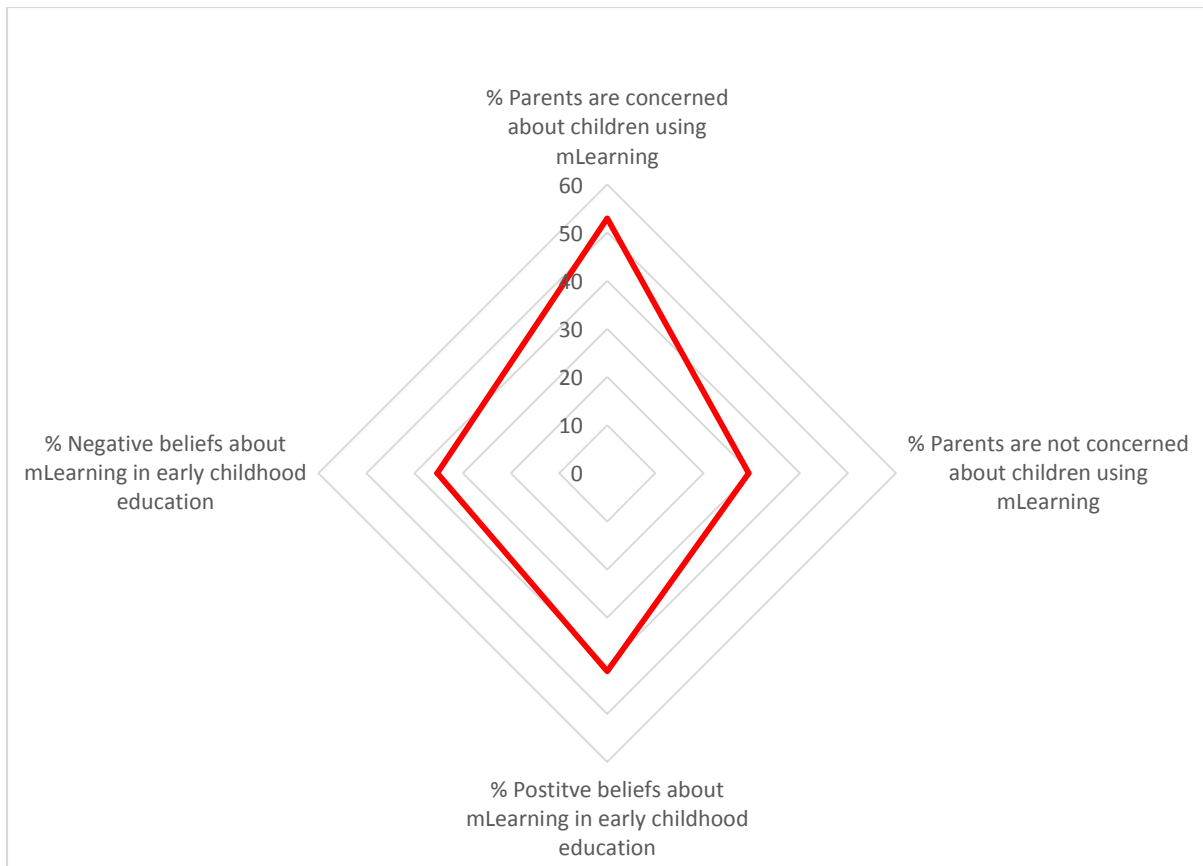 % Parents are concerned
about children using
mLearning
60
50
40
30
20
10
0
% Negative beliefs about
mLearning in early childhood
education
% Parents are not concerned
about children using
mLearning
% Postitve beliefs about
mLearning in early childhood
education